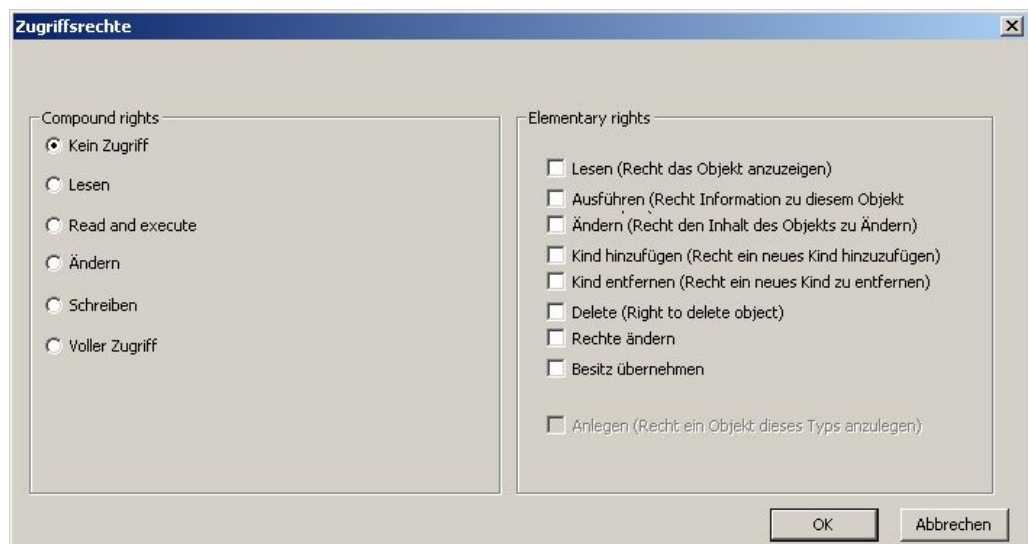 Zugriffsrechte
Compound rights
Kein Zugriff
Lesen
Read and execute
Ändern
Schreiben
Voller Zugriff
Elementary rights
Lesen (Recht das Objekt anzuzeigen)
Ausführen (Recht Information zu diesem Objekt
Ändern (Recht den Inhalt des Objekts zu Ändern)
Kind hinzufügen (Recht ein neues Kind hinzuzufügen)
Kind entfernen (Recht ein neues Kind zu entfernen)
Delete (Right to delete object)
Rechte ändern
Besitz übernehmen
Anlegen (Recht ein Objekt dieses Typs anzulegen)
OK
Abbrechen